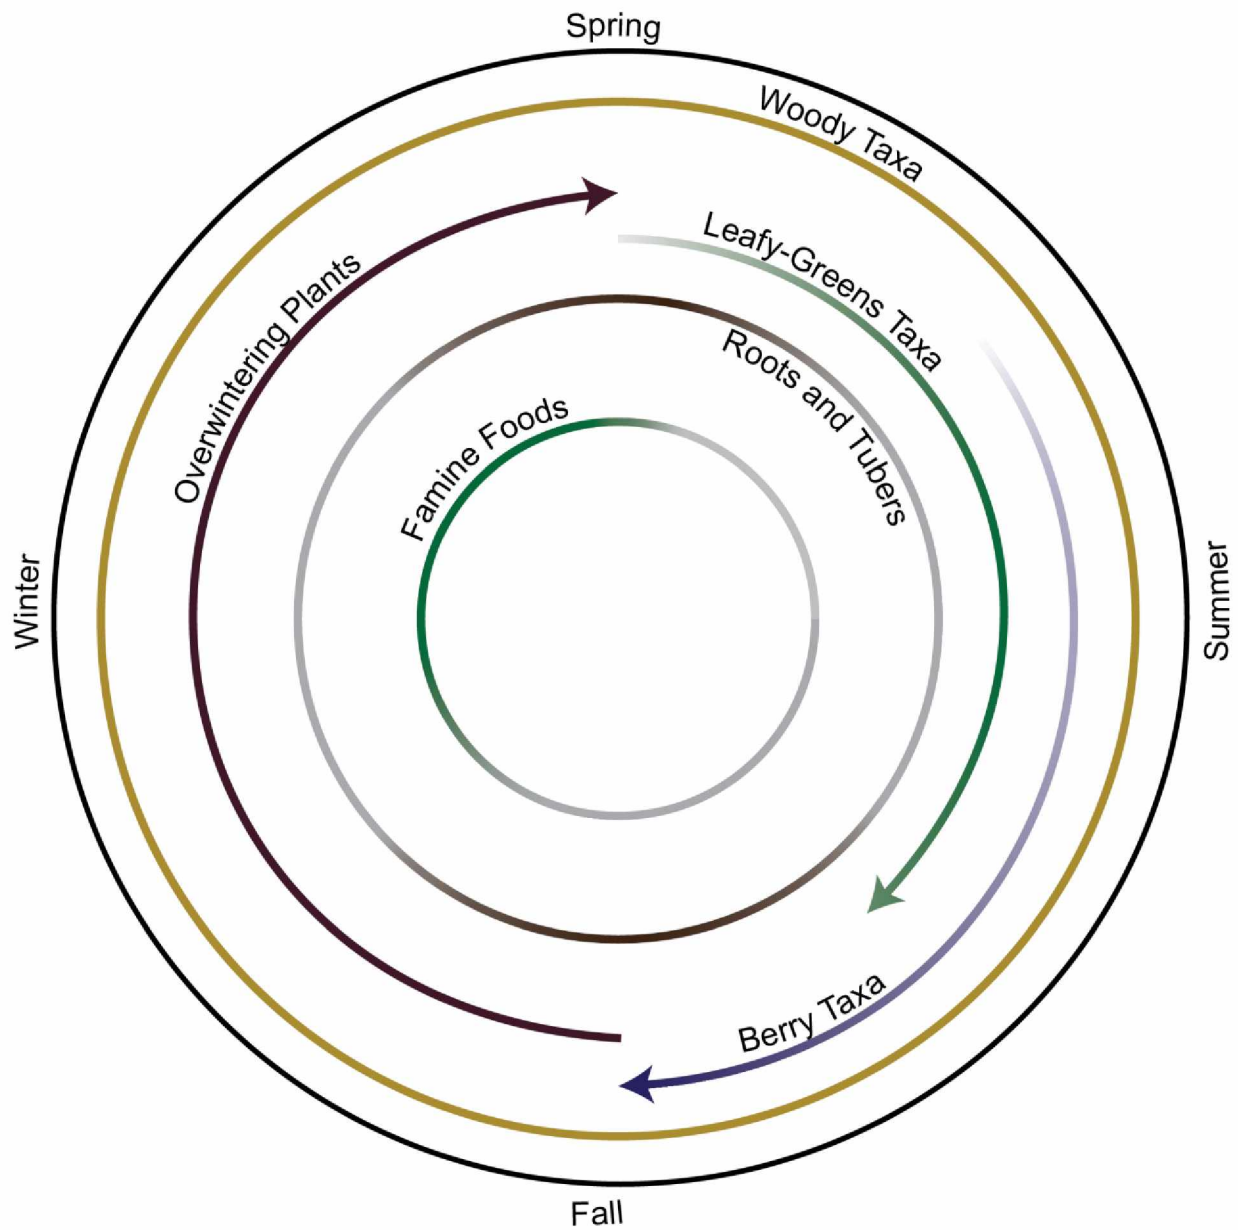 Spring
Woody Taxa
Leafy-Greens Taxa
Overwintering Plants
Roots and Tubers
Famine Foods
Winter
Summer
Berry Taxa
Fall